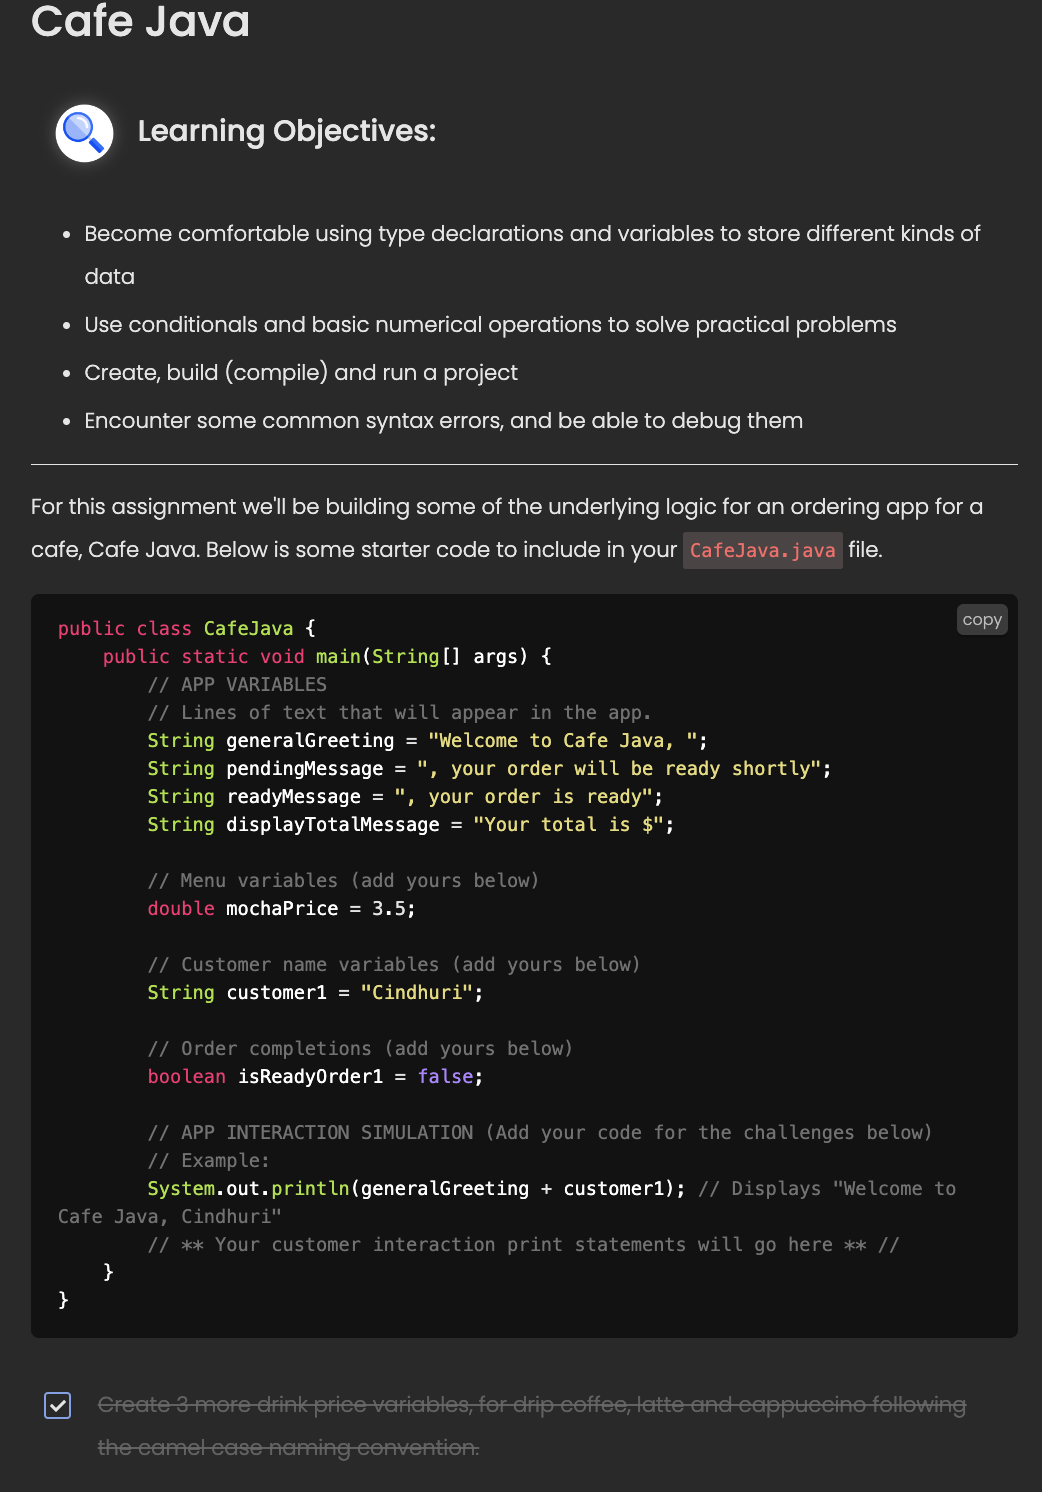 Cafe Java
Learning Objectives:
• Become comfortable using type declarations and variables to store different kinds of
data
• Use conditionals and basic numerical operations to solve practical problems
• Create, build (compile) and run a project
• Encounter some common syntax errors, and be able to debug them
For this assignment we'll be building some of the underlying logic for an ordering app for a
cafe, Cafe Java. Below is some starter code to include in your CafeJava.java file.
copy
public class CafeJava {
    public static void main(String[] args) {
        // APP VARIABLES
        // Lines of text that will appear in the app.
        String generalGreeting = "Welcome to Cafe Java, ";
        String pendingMessage = ", your order will be ready shortly";
        String readyMessage = ", your order is ready";
        String displayTotalMessage = "Your total is $";
        // Menu variables (add yours below)
        double mochaPrice = 3.5;
        // Customer name variables (add yours below)
        String customer1 = "Cindhuri";
        // Order completions (add yours below)
        boolean isReadyOrder1 = false;
        // APP INTERACTION SIMULATION (Add your code for the challenges below)
        // Example:
        System.out.println(generalGreeting + customer1); // Displays "Welcome to
Cafe Java, Cindhuri"
        // ** Your customer interaction print statements will go here ** //
    }
}
Create 3 more drink price variables, for drip coffee, latte and cappuccino following
the camel case naming convention.